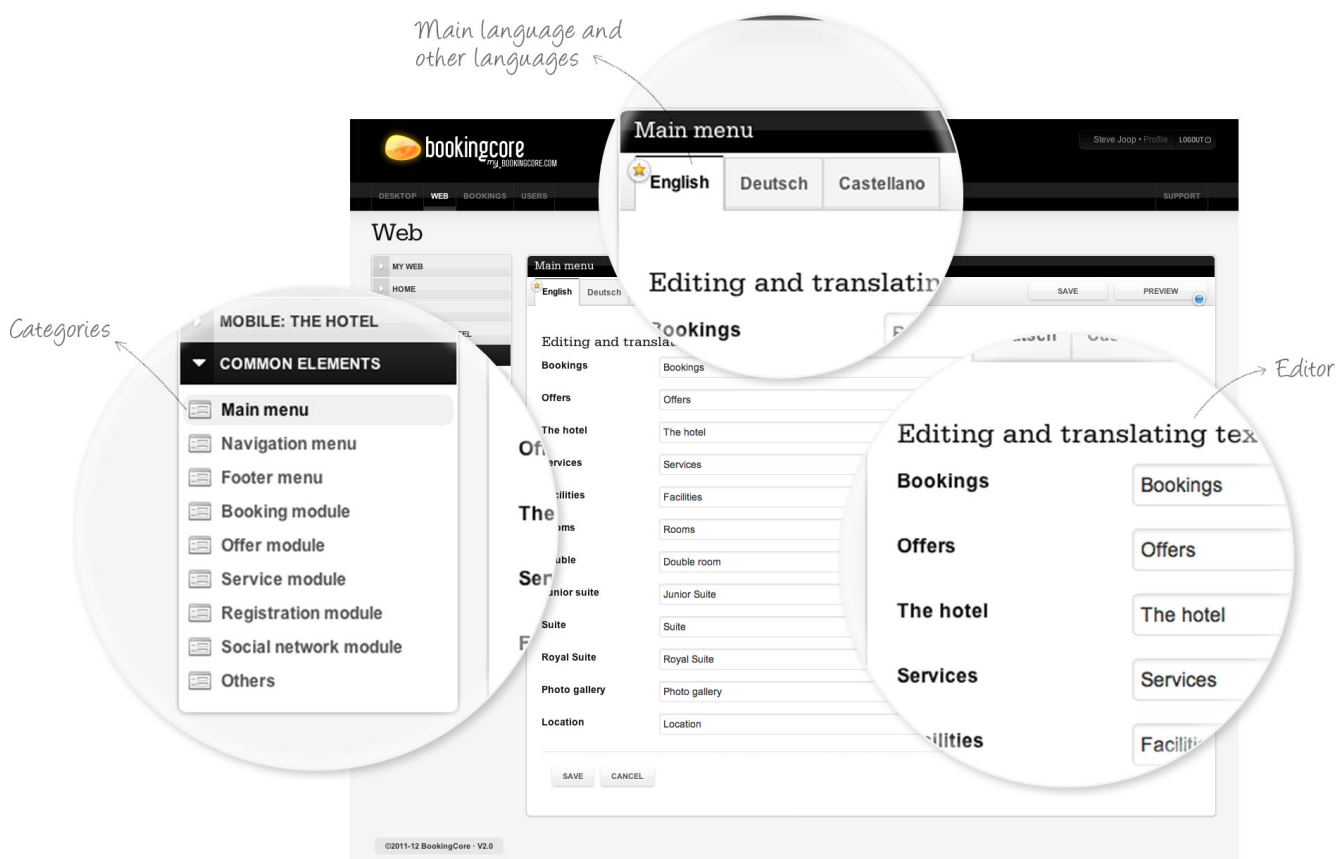 Main language and
other languages
bookingcore
my.BOOKINGCORE.COM
Steve Joop • Profile LOGOUT
DESKTOP WEB BOOKINGS USERS
SUPPORT
Main menu
English Deutsch Castellano
Editing and translatin
Bookings
Web
MY WEB
HOME
Main menu
English Deutsch
SAVE PREVIEW
Categories
MOBILE: THE HOTEL
COMMON ELEMENTS
Main menu
Navigation menu
Footer menu
Booking module
Offer module
Service module
Registration module
Social network module
Others
Editing and transla
Bookings Bookings
Offers Offers
The hotel The hotel
Services
Facilities
Rooms
Double room
Junior Suite
Suite Suite
Royal Suite Royal Suite
Photo gallery Photo gallery
Location Location
SAVE CANCEL
Editor
Editing and translating tex
Bookings Bookings
Offers Offers
The hotel The hotel
Services Services
©2011-12 BookingCore · V2.0